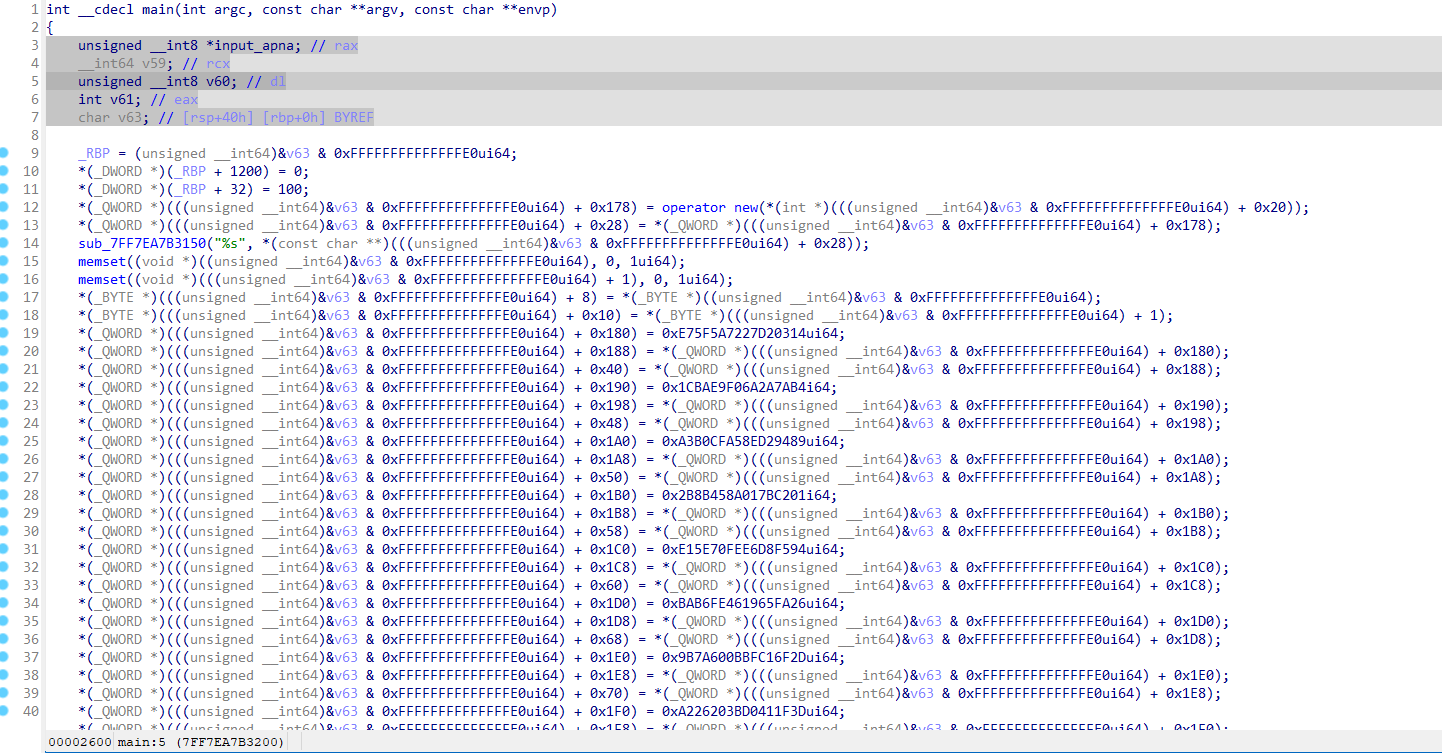 1 int __cdecl main(int argc, const char **argv, const char **envp)
2 {
3 unsigned __int8 *input_apna; // rax
4 __int64 v59; // rcx
5 unsigned __int8 v60; // dl
6 int v61; // eax
7 char v63; // [rsp+40h] [rbp+0h] BYREF
8
9 _RBP = (unsigned __int64)&v63 & 0xFFFFFFFFFFFFFFE0ui64;
10 *(_DWORD *)(_RBP + 1200) = 0;
11 *(_DWORD *)(_RBP + 32) = 100;
12 *(_QWORD *)(((unsigned __int64)&v63 & 0xFFFFFFFFFFFFFFE0ui64) + 0x178) = operator new(*(int *)(((unsigned __int64)&v63 & 0xFFFFFFFFFFFFFFE0ui64) + 0x20));
13 *(_QWORD *)(((unsigned __int64)&v63 & 0xFFFFFFFFFFFFFFE0ui64) + 0x28) = *(_QWORD *)(((unsigned __int64)&v63 & 0xFFFFFFFFFFFFFFE0ui64) + 0x178);
14 sub_7FF7EA7B3150("%s", *(const char **)(((unsigned __int64)&v63 & 0xFFFFFFFFFFFFFFE0ui64) + 0x28));
15 memset((void *)((unsigned __int64)&v63 & 0xFFFFFFFFFFFFFFE0ui64), 0, 1ui64);
16 memset((void *)(((unsigned __int64)&v63 & 0xFFFFFFFFFFFFFFE0ui64) + 1), 0, 1ui64);
17 *(_BYTE *)(((unsigned __int64)&v63 & 0xFFFFFFFFFFFFFFE0ui64) + 8) = *(_BYTE *)((unsigned __int64)&v63 & 0xFFFFFFFFFFFFFFE0ui64);
18 *(_BYTE *)(((unsigned __int64)&v63 & 0xFFFFFFFFFFFFFFE0ui64) + 0x10) = *(_BYTE *)(((unsigned __int64)&v63 & 0xFFFFFFFFFFFFFFE0ui64) + 1);
19 *(_QWORD *)(((unsigned __int64)&v63 & 0xFFFFFFFFFFFFFFE0ui64) + 0x180) = 0xE75F5A7227D20314ui64;
20 *(_QWORD *)(((unsigned __int64)&v63 & 0xFFFFFFFFFFFFFFE0ui64) + 0x188) = *(_QWORD *)(((unsigned __int64)&v63 & 0xFFFFFFFFFFFFFFE0ui64) + 0x180);
21 *(_QWORD *)(((unsigned __int64)&v63 & 0xFFFFFFFFFFFFFFE0ui64) + 0x40) = *(_QWORD *)(((unsigned __int64)&v63 & 0xFFFFFFFFFFFFFFE0ui64) + 0x188);
22 *(_QWORD *)(((unsigned __int64)&v63 & 0xFFFFFFFFFFFFFFE0ui64) + 0x190) = 0x1CBAE9F06A2A7AB4i64;
23 *(_QWORD *)(((unsigned __int64)&v63 & 0xFFFFFFFFFFFFFFE0ui64) + 0x198) = *(_QWORD *)(((unsigned __int64)&v63 & 0xFFFFFFFFFFFFFFE0ui64) + 0x190);
24 *(_QWORD *)(((unsigned __int64)&v63 & 0xFFFFFFFFFFFFFFE0ui64) + 0x48) = *(_QWORD *)(((unsigned __int64)&v63 & 0xFFFFFFFFFFFFFFE0ui64) + 0x198);
25 *(_QWORD *)(((unsigned __int64)&v63 & 0xFFFFFFFFFFFFFFE0ui64) + 0x1A0) = 0xA3B0CFA58ED29489ui64;
26 *(_QWORD *)(((unsigned __int64)&v63 & 0xFFFFFFFFFFFFFFE0ui64) + 0x1A8) = *(_QWORD *)(((unsigned __int64)&v63 & 0xFFFFFFFFFFFFFFE0ui64) + 0x1A0);
27 *(_QWORD *)(((unsigned __int64)&v63 & 0xFFFFFFFFFFFFFFE0ui64) + 0x50) = *(_QWORD *)(((unsigned __int64)&v63 & 0xFFFFFFFFFFFFFFE0ui64) + 0x1A8);
28 *(_QWORD *)(((unsigned __int64)&v63 & 0xFFFFFFFFFFFFFFE0ui64) + 0x1B0) = 0x2B8B458A017BC201i64;
29 *(_QWORD *)(((unsigned __int64)&v63 & 0xFFFFFFFFFFFFFFE0ui64) + 0x1B8) = *(_QWORD *)(((unsigned __int64)&v63 & 0xFFFFFFFFFFFFFFE0ui64) + 0x1B0);
30 *(_QWORD *)(((unsigned __int64)&v63 & 0xFFFFFFFFFFFFFFE0ui64) + 0x58) = *(_QWORD *)(((unsigned __int64)&v63 & 0xFFFFFFFFFFFFFFE0ui64) + 0x1B8);
31 *(_QWORD *)(((unsigned __int64)&v63 & 0xFFFFFFFFFFFFFFE0ui64) + 0x1C0) = 0xE15E70FEE6D8F594ui64;
32 *(_QWORD *)(((unsigned __int64)&v63 & 0xFFFFFFFFFFFFFFE0ui64) + 0x1C8) = *(_QWORD *)(((unsigned __int64)&v63 & 0xFFFFFFFFFFFFFFE0ui64) + 0x1C0);
33 *(_QWORD *)(((unsigned __int64)&v63 & 0xFFFFFFFFFFFFFFE0ui64) + 0x60) = *(_QWORD *)(((unsigned __int64)&v63 & 0xFFFFFFFFFFFFFFE0ui64) + 0x1C8);
34 *(_QWORD *)(((unsigned __int64)&v63 & 0xFFFFFFFFFFFFFFE0ui64) + 0x1D0) = 0xBAB6FE461965FA26ui64;
35 *(_QWORD *)(((unsigned __int64)&v63 & 0xFFFFFFFFFFFFFFE0ui64) + 0x1D8) = *(_QWORD *)(((unsigned __int64)&v63 & 0xFFFFFFFFFFFFFFE0ui64) + 0x1D0);
36 *(_QWORD *)(((unsigned __int64)&v63 & 0xFFFFFFFFFFFFFFE0ui64) + 0x68) = *(_QWORD *)(((unsigned __int64)&v63 & 0xFFFFFFFFFFFFFFE0ui64) + 0x1D8);
37 *(_QWORD *)(((unsigned __int64)&v63 & 0xFFFFFFFFFFFFFFE0ui64) + 0x1E0) = 0x9B7A600BBFC16F2Dui64;
38 *(_QWORD *)(((unsigned __int64)&v63 & 0xFFFFFFFFFFFFFFE0ui64) + 0x1E8) = *(_QWORD *)(((unsigned __int64)&v63 & 0xFFFFFFFFFFFFFFE0ui64) + 0x1E0);
39 *(_QWORD *)(((unsigned __int64)&v63 & 0xFFFFFFFFFFFFFFE0ui64) + 0x70) = *(_QWORD *)(((unsigned __int64)&v63 & 0xFFFFFFFFFFFFFFE0ui64) + 0x1E8);
40 *(_QWORD *)(((unsigned __int64)&v63 & 0xFFFFFFFFFFFFFFE0ui64) + 0x1F0) = 0xA226203BD0411F3Dui64;
00002600 main:5 (7FF7EA7B3200)